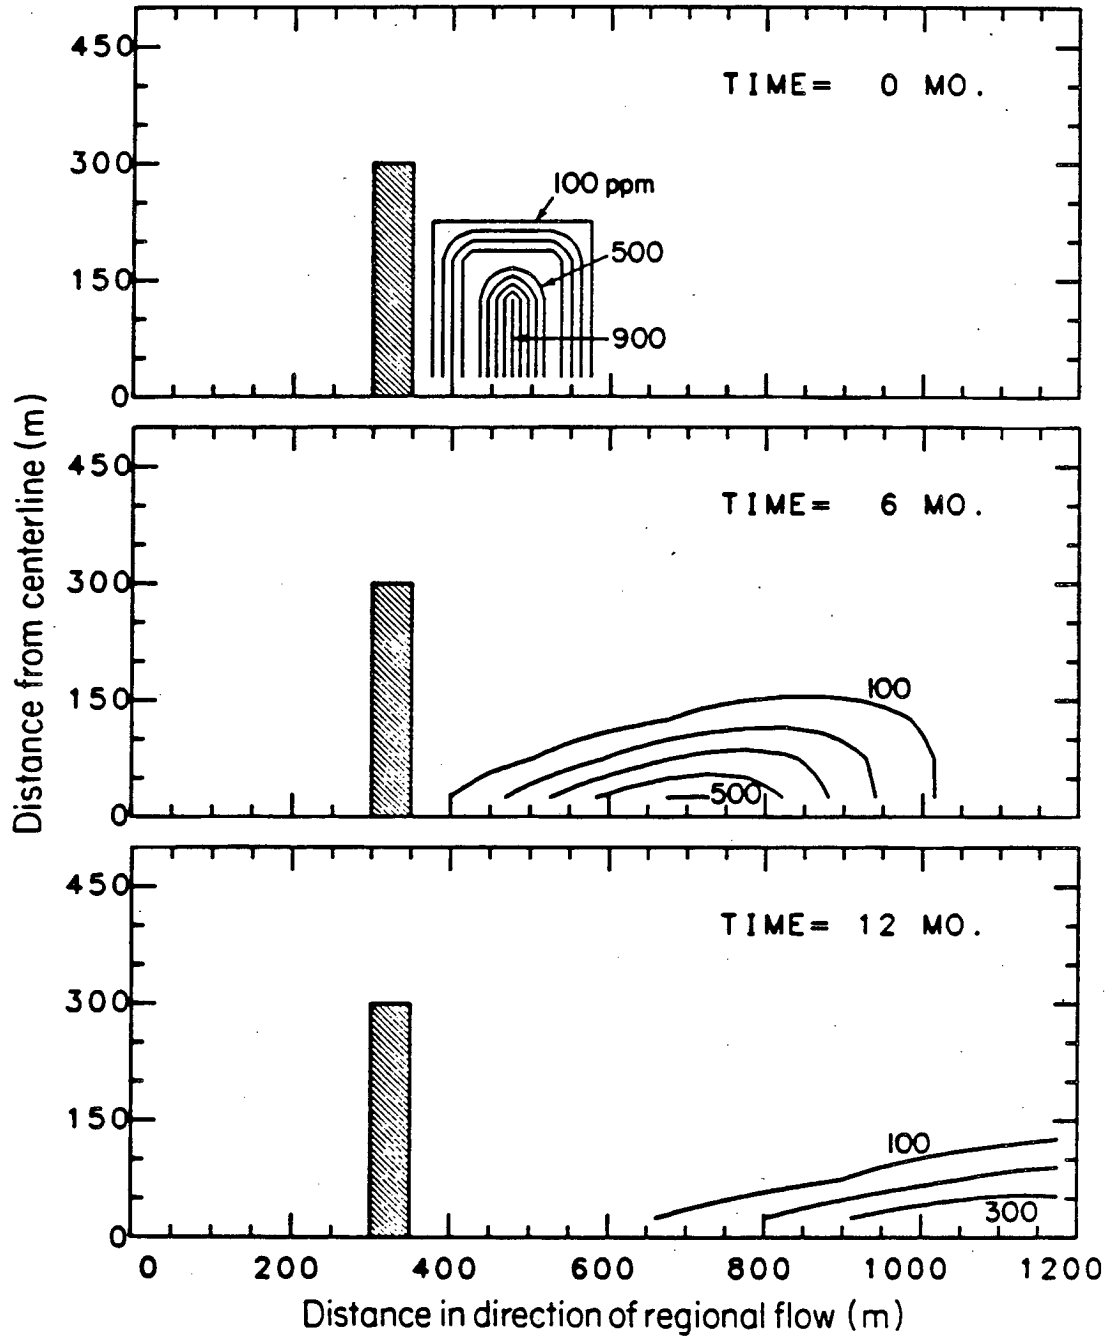 450
TIME= 0 MO.
300
100 ppm
500
150
900
0
Distance from centerline (m)
450
TIME= 6 MO.
300
150
100
500
0
450
TIME= 12 MO.
300
150
100
300
0
0 200 400 600 800 1000 1200
Distance in direction of regional flow (m)